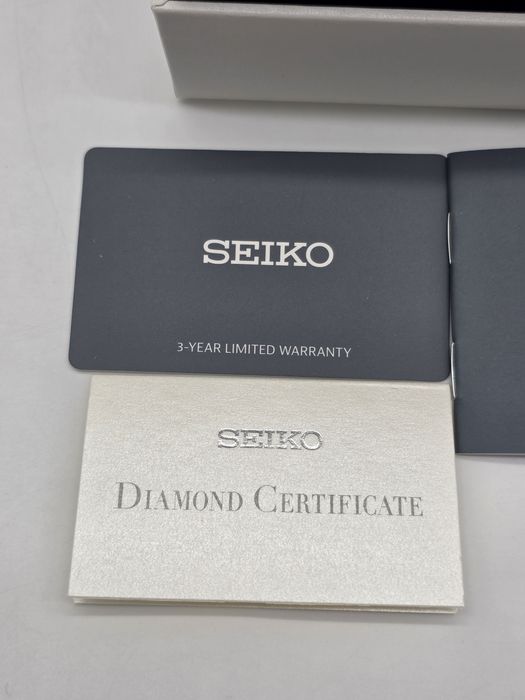 SEIKO
3-YEAR LIMITED WARRANTY
SEIKO
DIAMOND CERTIFICATE